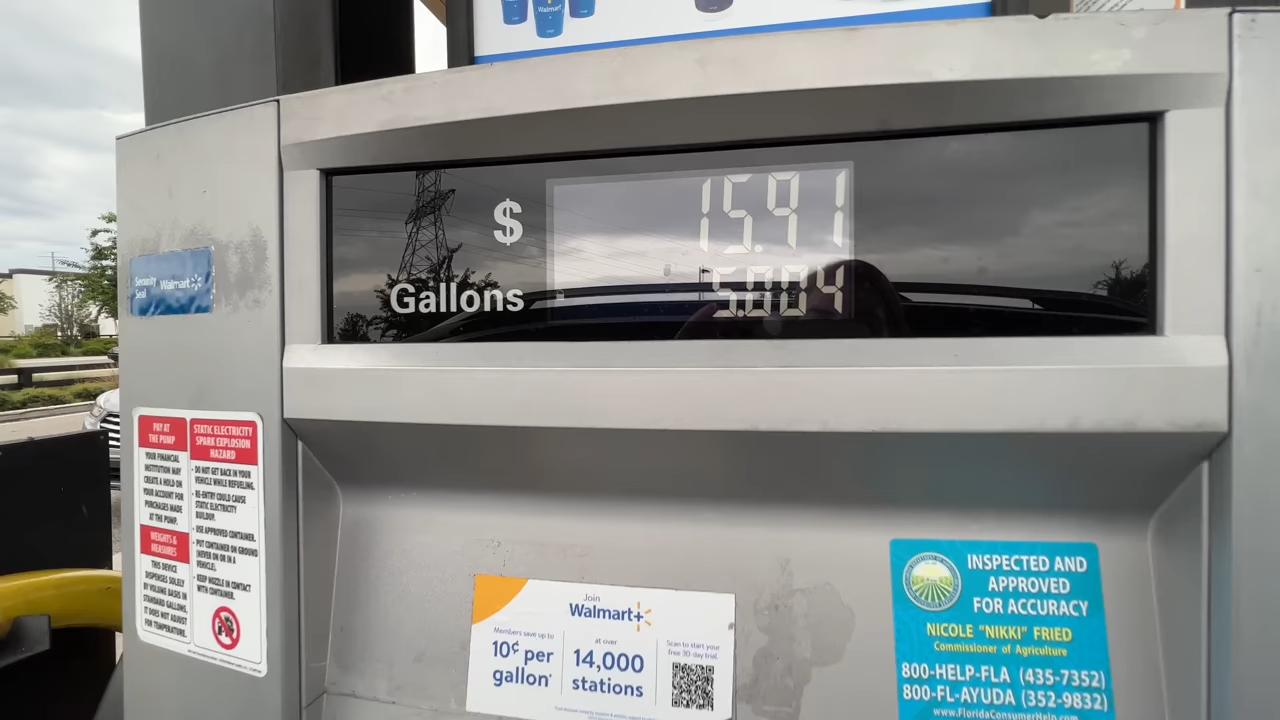 Walmart
$ 15.91
Gallons 5.004
Security
Seal
Walmart
PAY AT
THE PUMP
YOUR FINANCIAL
INSTITUTION MAY
CREATE A HOLD ON
YOUR ACCOUNT FOR
PURCHASES MADE
AT THE PUMP.
WEIGHTS &
MEASURES
THIS DEVICE
DISPENSES SOLELY
BY VOLUME BASIS IN
STANDARD GALLONS.
IT DOES NOT ADJUST
FOR TEMPERATURE.
STATIC ELECTRICITY
SPARK EXPLOSION
HAZARD
• DO NOT GET BACK IN YOUR
VEHICLE WHILE REFUELING.
• RE-ENTRY COULD CAUSE
STATIC ELECTRICITY
BUILDUP.
• USE APPROVED CONTAINER.
• PUT CONTAINER ON GROUND
(NEVER ON OR IN A
VEHICLE).
• KEEP NOZZLE IN CONTACT
WITH CONTAINER.
Join
Walmart+
Members save up to
10¢ per
gallon*
at over
14,000
stations
Scan to start your
free 30-day trial.
INSPECTED AND
APPROVED
FOR ACCURACY
NICOLE "NIKKI" FRIED
Commissioner of Agriculture
800-HELP-FLA (435-7352)
800-FL-AYUDA (352-9832)
www.FloridaConsumerHelp.com